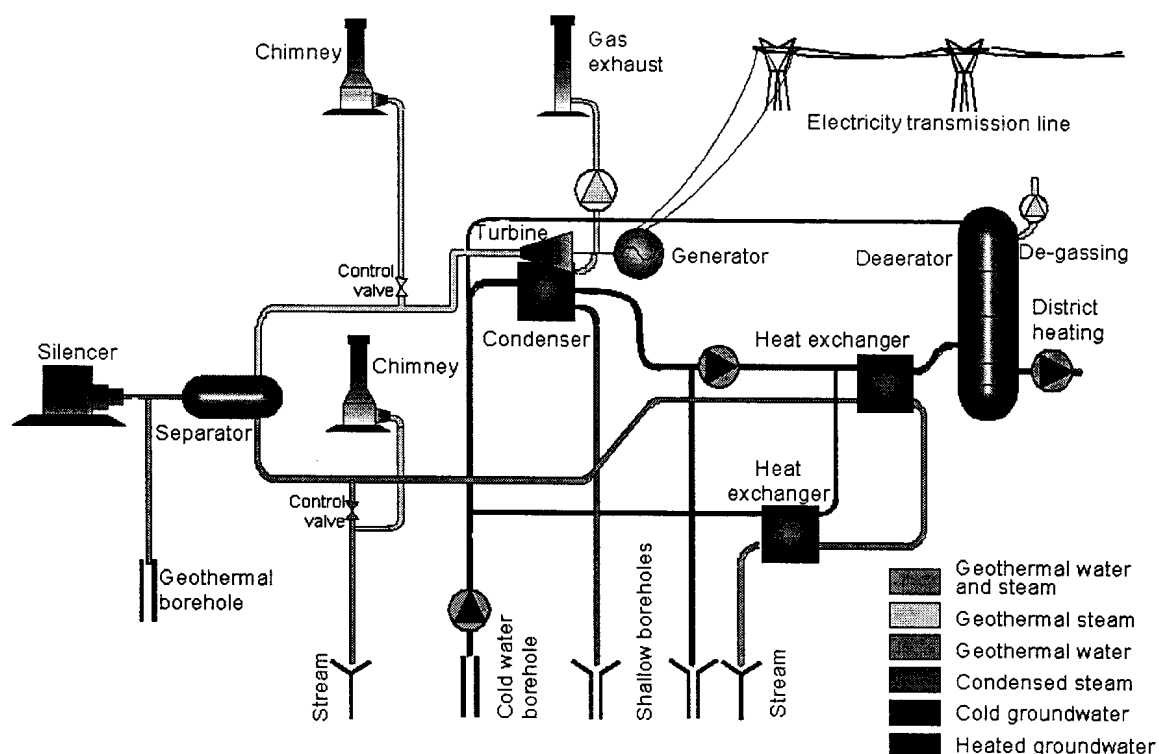 Chimney
Gas
exhaust
Electricity transmission line
Turbine
Generator
Deaerator
De-gassing
Control
valve
Condenser
Heat exchanger
District
heating
Silencer
Chimney
Separator
Heat
exchanger
Control
valve
Geothermal
borehole
Stream
Cold water
borehole
Shallow boreholes
Stream
Geothermal water
and steam
Geothermal steam
Geothermal water
Condensed steam
Cold groundwater
Heated groundwater